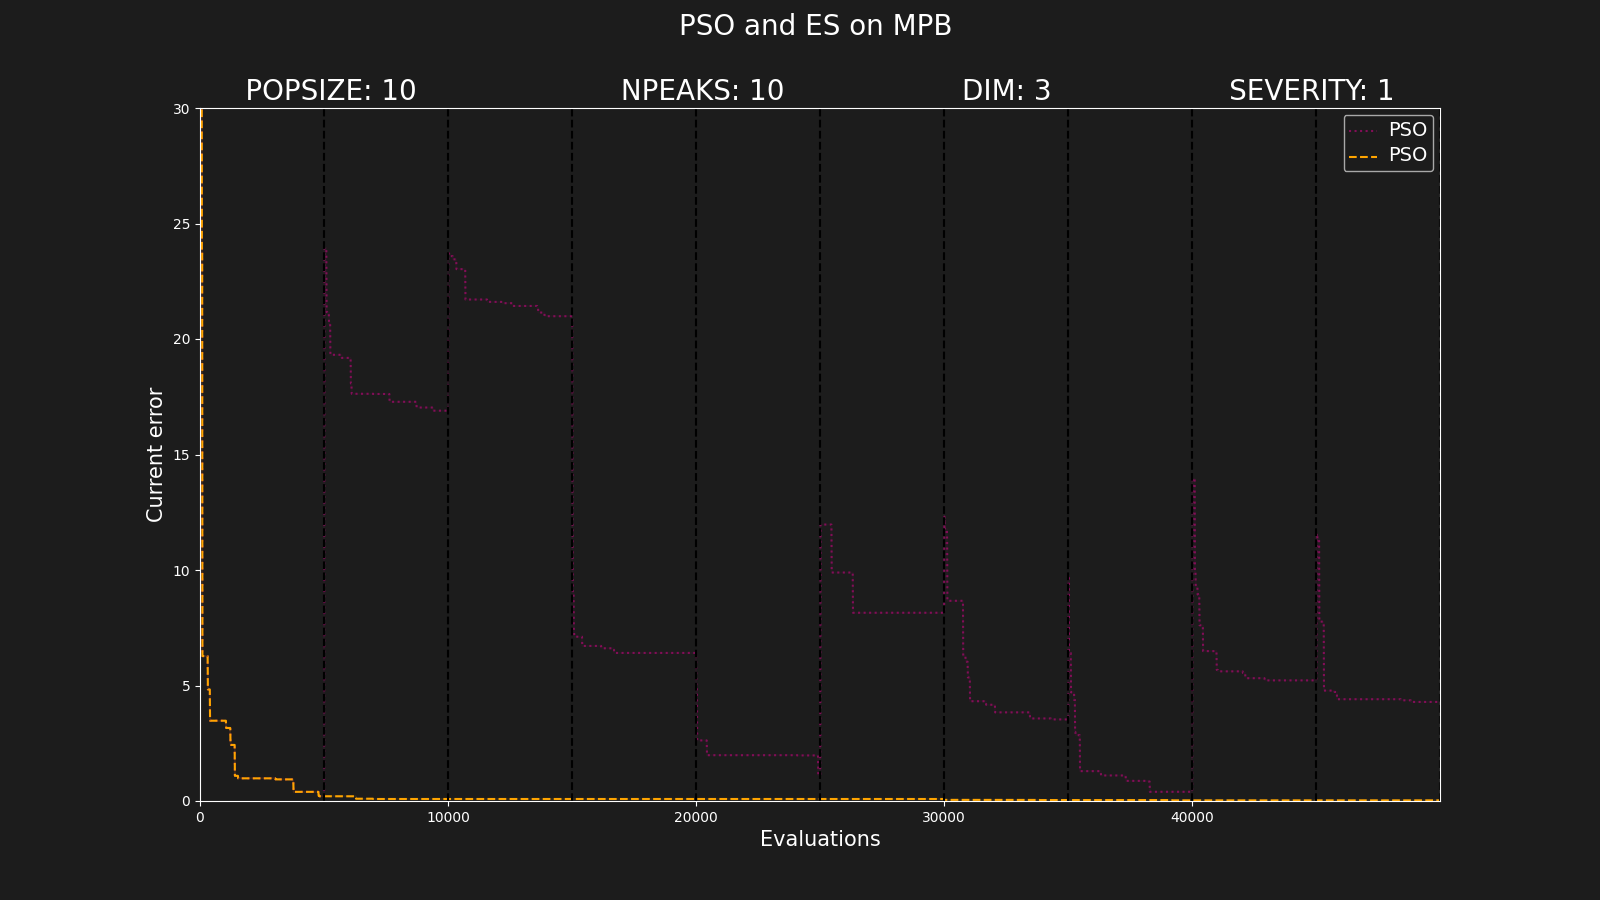 PSO and ES on MPB
POPSIZE: 10 NPEAKS: 10 DIM: 3 SEVERITY: 1
PSO
PSO
30
25
20
15
10
5
0
Current error
0 10000 20000 30000 40000
Evaluations